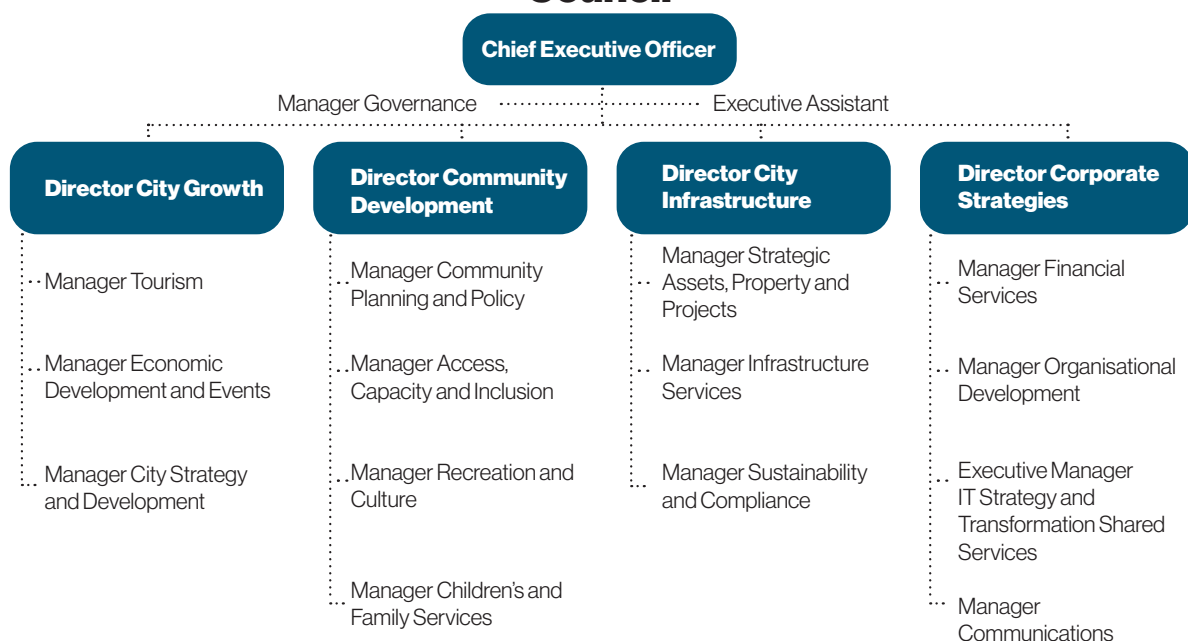 Council
Chief Executive Officer
Manager Governance
Executive Assistant
Director City Growth
Manager Tourism
Manager Economic
Development and Events
Manager City Strategy
and Development
Director Community
Development
Manager Community
Planning and Policy
Manager Access,
Capacity and Inclusion
Manager Recreation and
Culture
Manager Children's and
Family Services
Director City
Infrastructure
Manager Strategic
Assets, Property and
Projects
Manager Infrastructure
Services
Manager Sustainability
and Compliance
Director Corporate
Strategies
Manager Financial
Services
Manager Organisational
Development
Executive Manager
IT Strategy and
Transformation Shared
Services
Manager
Communications